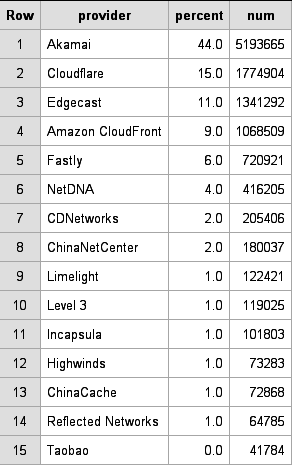 Row provider percent num
1 Akamai 44.0 5193665
2 Cloudflare 15.0 1774904
3 Edgecast 11.0 1341292
4 Amazon CloudFront 9.0 1068509
5 Fastly 6.0 720921
6 NetDNA 4.0 416205
7 CDNetworks 2.0 205406
8 ChinaNetCenter 2.0 180037
9 Limelight 1.0 122421
10 Level 3 1.0 119025
11 Incapsula 1.0 101803
12 Highwinds 1.0 73283
13 ChinaCache 1.0 72868
14 Reflected Networks 1.0 64785
15 Taobao 0.0 41784